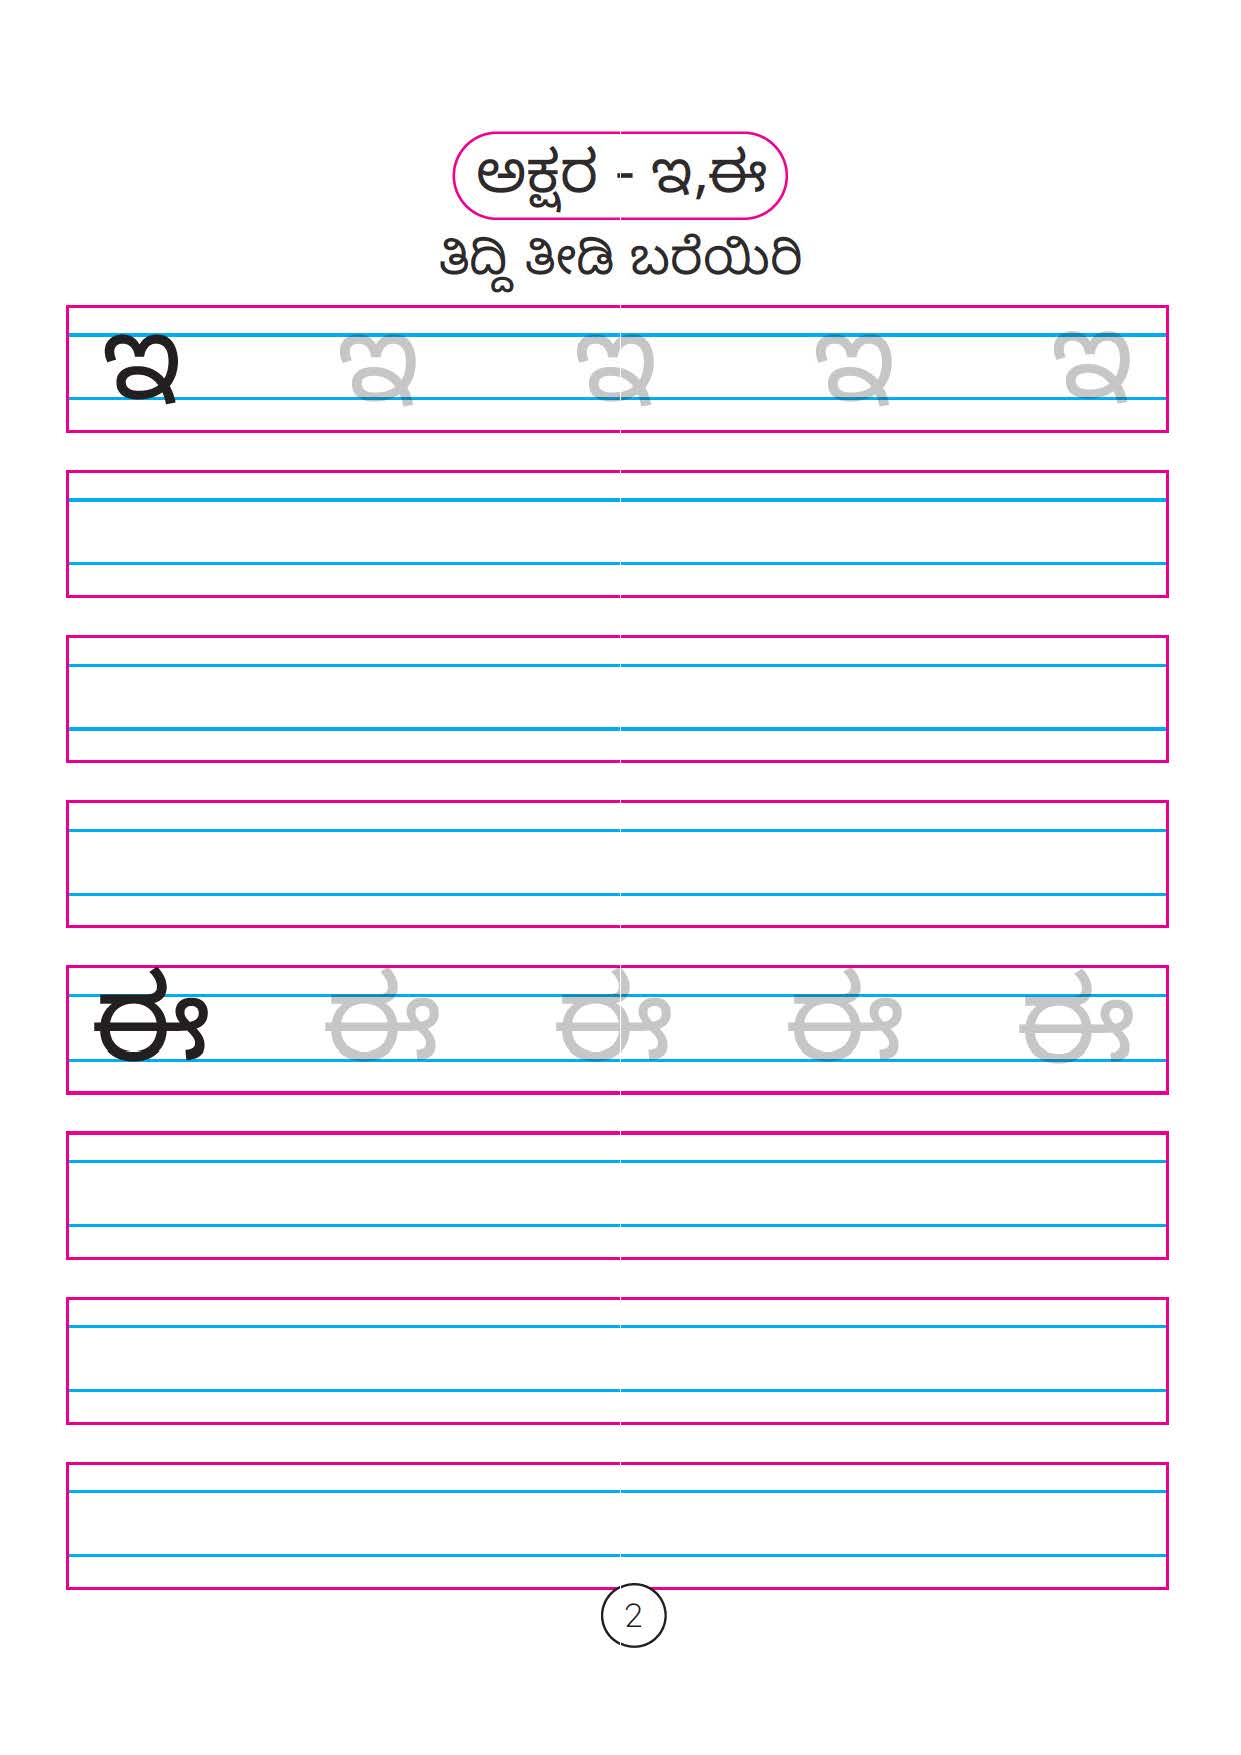 ಅಕ್ಷರ - ಇ,ಈ
ತಿದ್ದಿ ತೀಡಿ ಬರೆಯಿರಿ
ಇ ಇ ಇ ಇ ಇ
ಈ ಈ ಈ ಈ ಈ
2